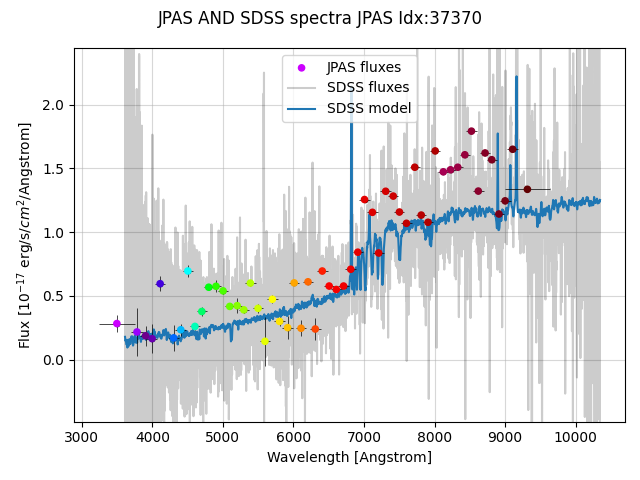 JPAS AND SDSS spectra JPAS Idx:37370
JPAS fluxes
SDSS fluxes
SDSS model
Flux [10⁻¹⁷ erg/s/cm²/Angstrom]
2.0
1.5
1.0
0.5
0.0
3000 4000 5000 6000 7000 8000 9000 10000
Wavelength [Angstrom]